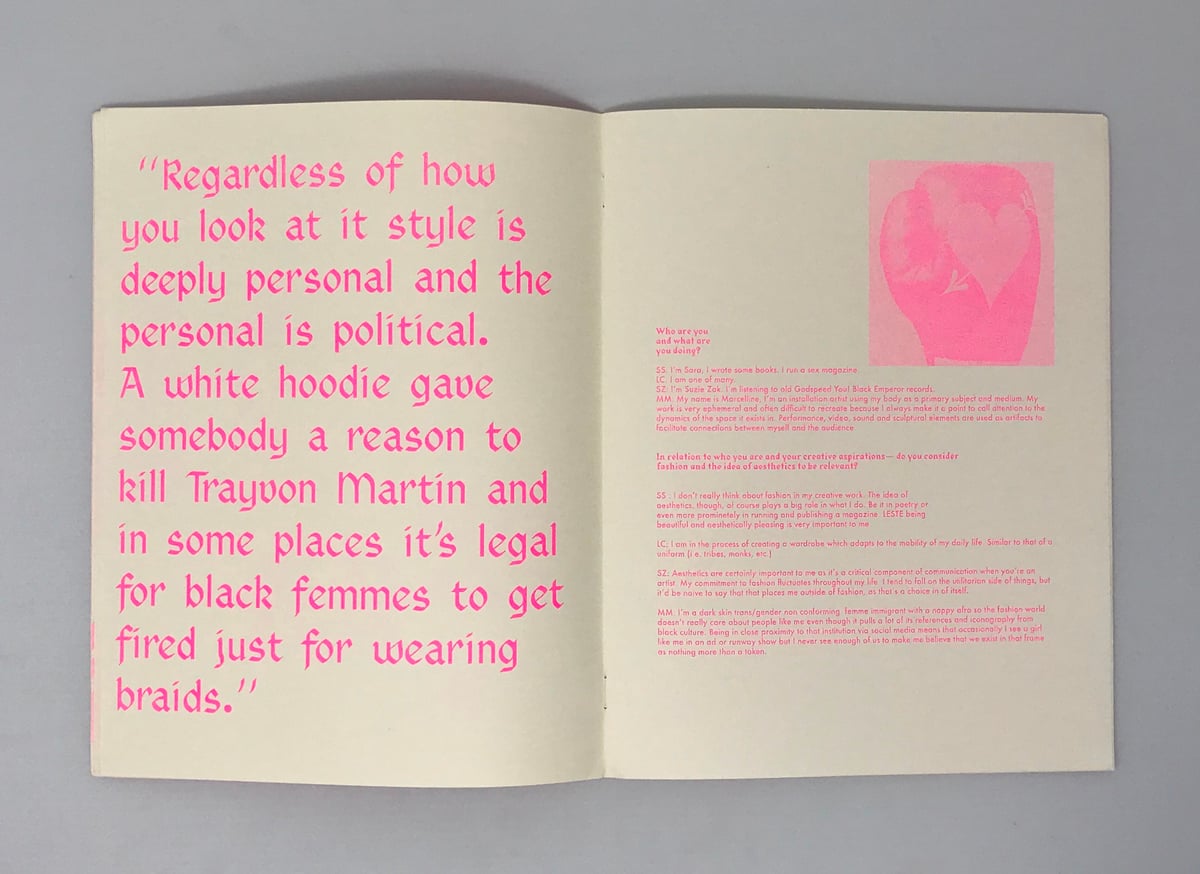 “Regardless of how
you look at it style is
deeply personal and the
personal is political.
A white hoodie gave
somebody a reason to
kill Trayvon Martin and
in some places it's legal
for black femmes to get
fired just for wearing
braids.”
Who are you
and what are
you doing?
SS: I'm Sara, I wrote some books. I run a sex magazine.
LC: I am one of many.
SZ: I'm Suzie Zak. I'm listening to old Godspeed You! Black Emperor records.
MM: My name is Marcelline, I'm an installation artist using my body as a primary subject and medium. My
work is very ephemeral and often difficult to recreate because I always make it a point to call attention to the
dynamics of the space it exists in. Performance, video, sound and sculptural elements are used as artifacts to
facilitate connections between myself and the audience
In relation to who you are and your creative aspirations— do you consider
fashion and the idea of aesthetics to be relevant?
SS : I don't really think about fashion in my creative work. The idea of
aesthetics, though, of course plays a big role in what I do. Be it in poetry or
even more prominetely in running and publishing a magazine. LESTE being
beautiful and aesthetically pleasing is very important to me
LC: I am in the process of creating a wardrobe which adapts to the mobility of my daily life. Similar to that of a
uniform (i.e. tribes, monks, etc.)
SZ: Aesthetics are certainly important to me as it's a critical component of communication when you're an
artist. My commitment to fashion fluctuates throughout my life. I tend to fall on the utilitarian side of things, but
it'd be naive to say that that places me outside of fashion, as that's a choice in of itself.
MM: I'm a dark skin trans/gender non conforming, femme immigrant with a nappy afro so the fashion world
doesn't really care about people like me even though it pulls a lot of its references and iconography from
black culture. Being in close proximity to that institution via social media means that occasionally I see a girl
like me in an ad or runway show but I never see enough of us to make me believe that we exist in that frame
as nothing more than a token.